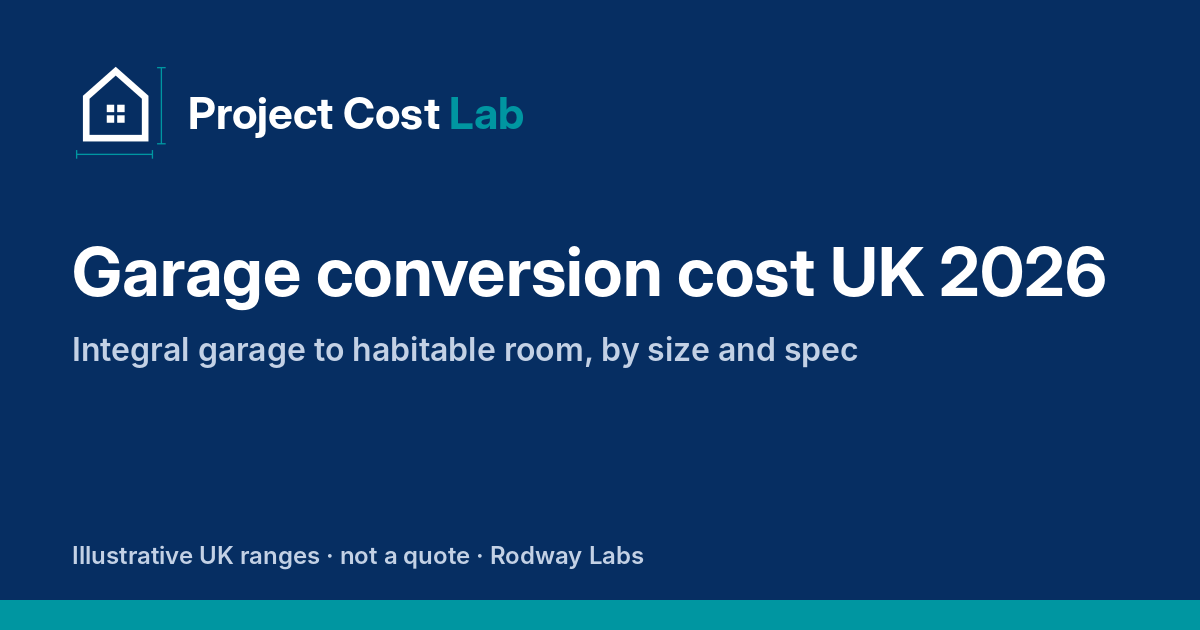 Project Cost Lab
Garage conversion cost UK 2026
Integral garage to habitable room, by size and spec
Illustrative UK ranges · not a quote · Rodway Labs